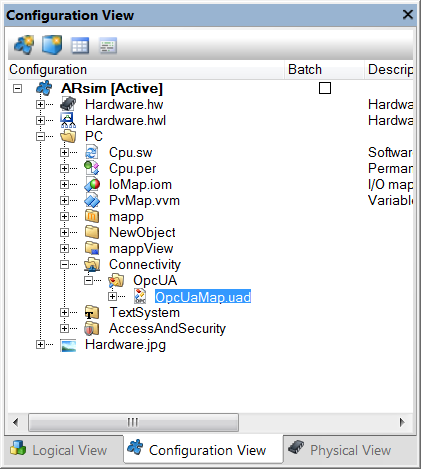 Configuration View
Configuration Batch Descrip
ARsim [Active]
Hardware.hw Hardwa
Hardware.hwl Hardwa
PC
Cpu.sw Softwar
Cpu.per Perman
IoMap.iom I/O map
PvMap.vvm Variable
mapp
NewObject
mappView
Connectivity
OpcUA
OpcUaMap.uad
TextSystem
AccessAndSecurity
Hardware.jpg
Logical View Configuration View Physical View